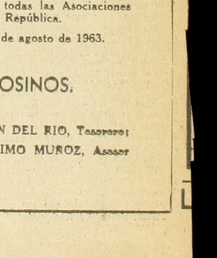 todas las Asociaciones
República.
de agosto de 1963.
OSINOS.
N DEL RIO, Tesorero;
IMO MUÑOZ, Asesor